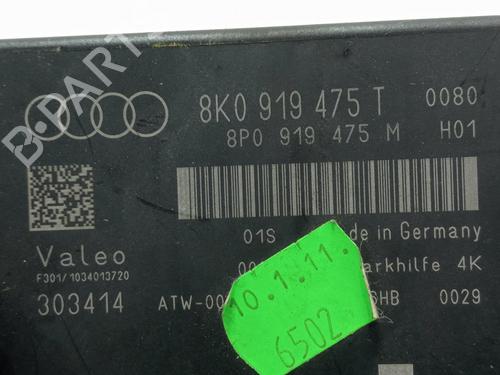 8K0 919 475 T 0080
8P0 919 475 M H01
B-PARTS
Valeo
F301/1034013720
303414
01S de in Germany
arkhilfe 4K
ATW-00 HB 0029
10.1.11.
6502